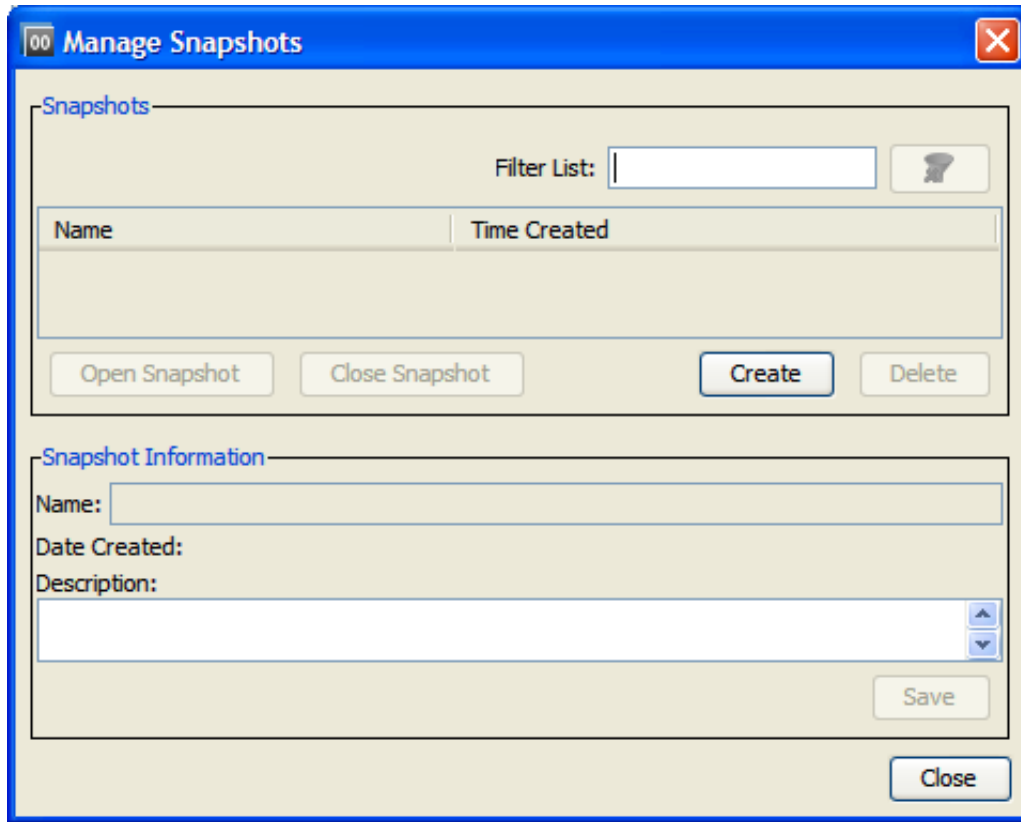 00 Manage Snapshots
Snapshots
Filter List:
Name Time Created
Open Snapshot Close Snapshot Create Delete
Snapshot Information
Name:
Date Created:
Description:
Save
Close